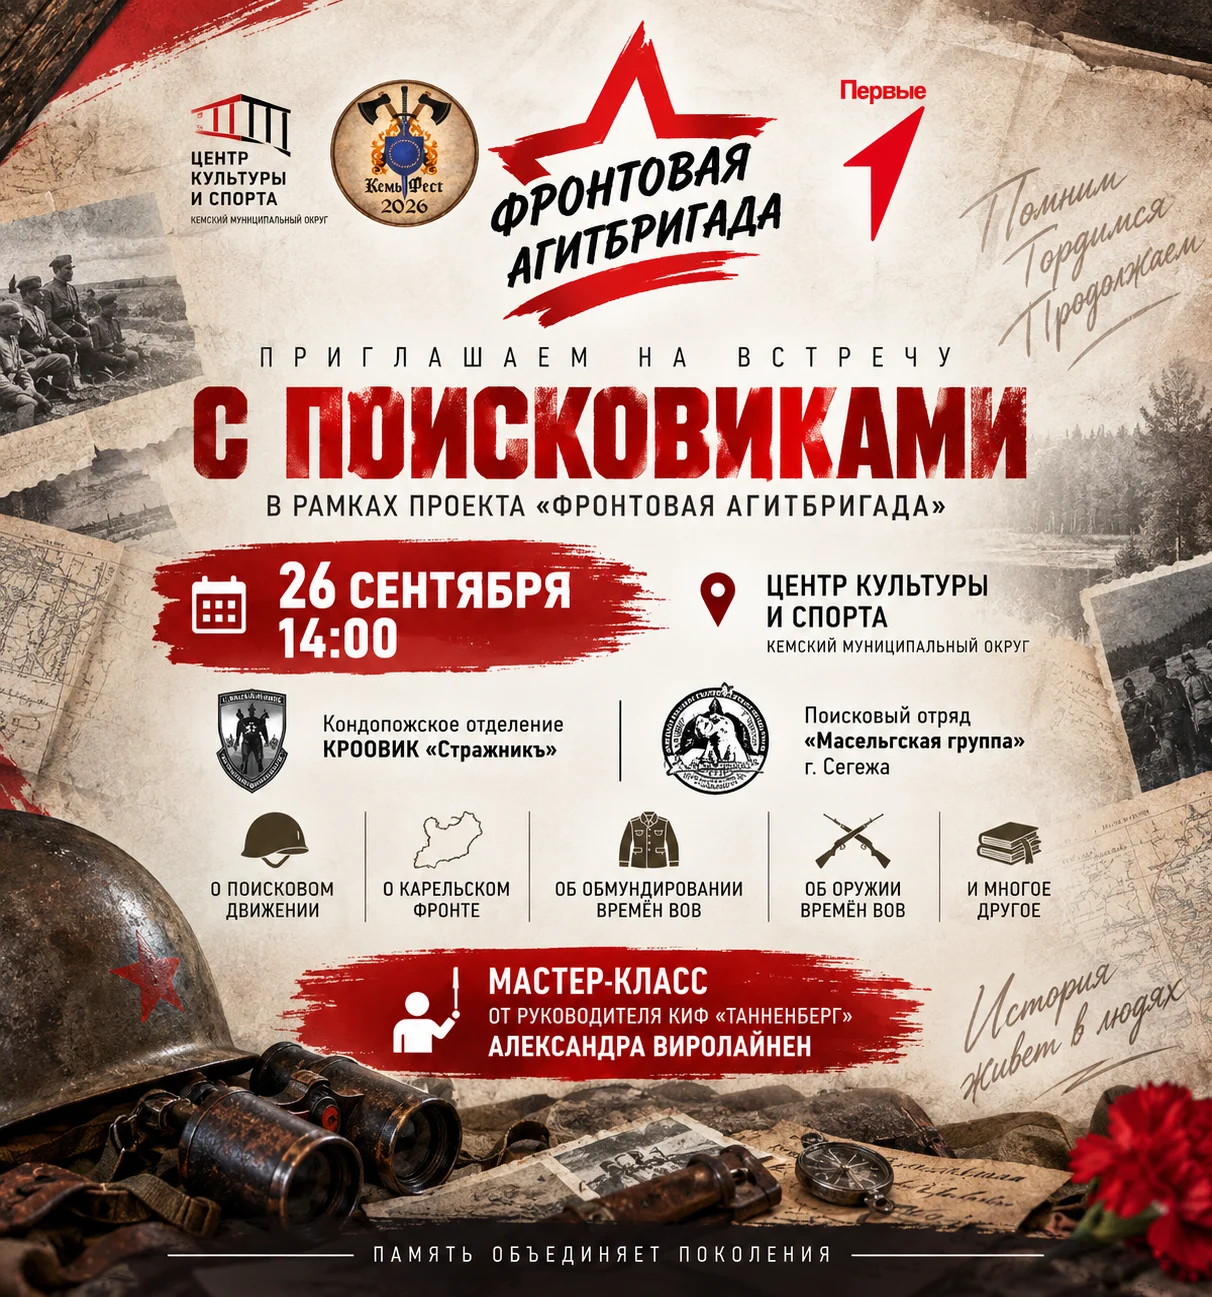 ЦЕНТР
КУЛЬТУРЫ
И СПОРТА
КЕМСКИЙ МУНИЦИПАЛЬНЫЙ ОКРУГ
Кемь Фест
2026
ФРОНТОВАЯ
АГИТБРИГАДА
Первые
Помним
Гордимся
Продолжаем
ПРИГЛАШАЕМ НА ВСТРЕЧУ
С ПОИСКОВИКАМИ
В РАМКАХ ПРОЕКТА «ФРОНТОВАЯ АГИТБРИГАДА»
26 СЕНТЯБРЯ
14:00
ЦЕНТР КУЛЬТУРЫ
И СПОРТА
КЕМСКИЙ МУНИЦИПАЛЬНЫЙ ОКРУГ
Кондопожское отделение
КРООВИК «Стражникъ»
Поисковый отряд
«Масельгская группа»
г. Сегежа
О ПОИСКОВОМ
ДВИЖЕНИИ
О КАРЕЛЬСКОМ
ФРОНТЕ
ОБ ОБМУНДИРОВАНИИ
ВРЕМЁН ВОВ
ОБ ОРУЖИИ
ВРЕМЁН ВОВ
И МНОГОЕ
ДРУГОЕ
МАСТЕР-КЛАСС
ОТ РУКОВОДИТЕЛЯ КИФ «ТАННЕНБЕРГ»
АЛЕКСАНДРА ВИРОЛАЙНЕН
История
живет в людях
ПАМЯТЬ ОБЪЕДИНЯЕТ ПОКОЛЕНИЯ